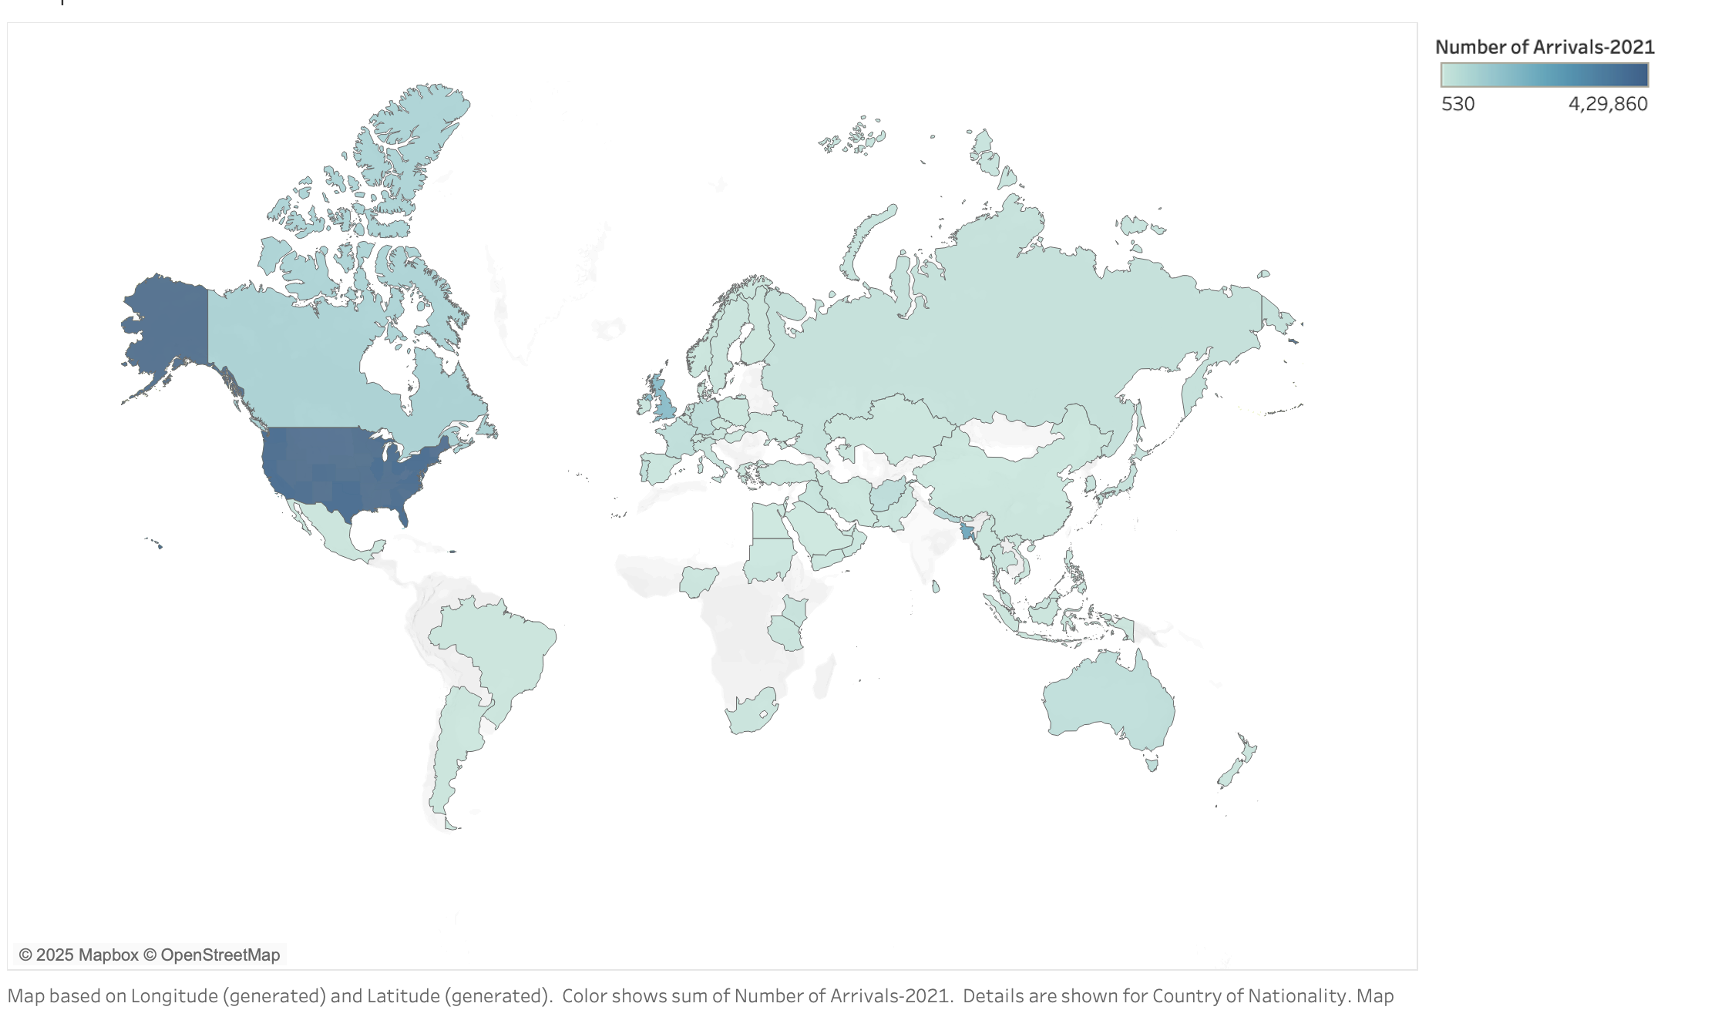 Number of Arrivals-2021
530 4,29,860
© 2025 Mapbox © OpenStreetMap
Map based on Longitude (generated) and Latitude (generated). Color shows sum of Number of Arrivals-2021. Details are shown for Country of Nationality. Map